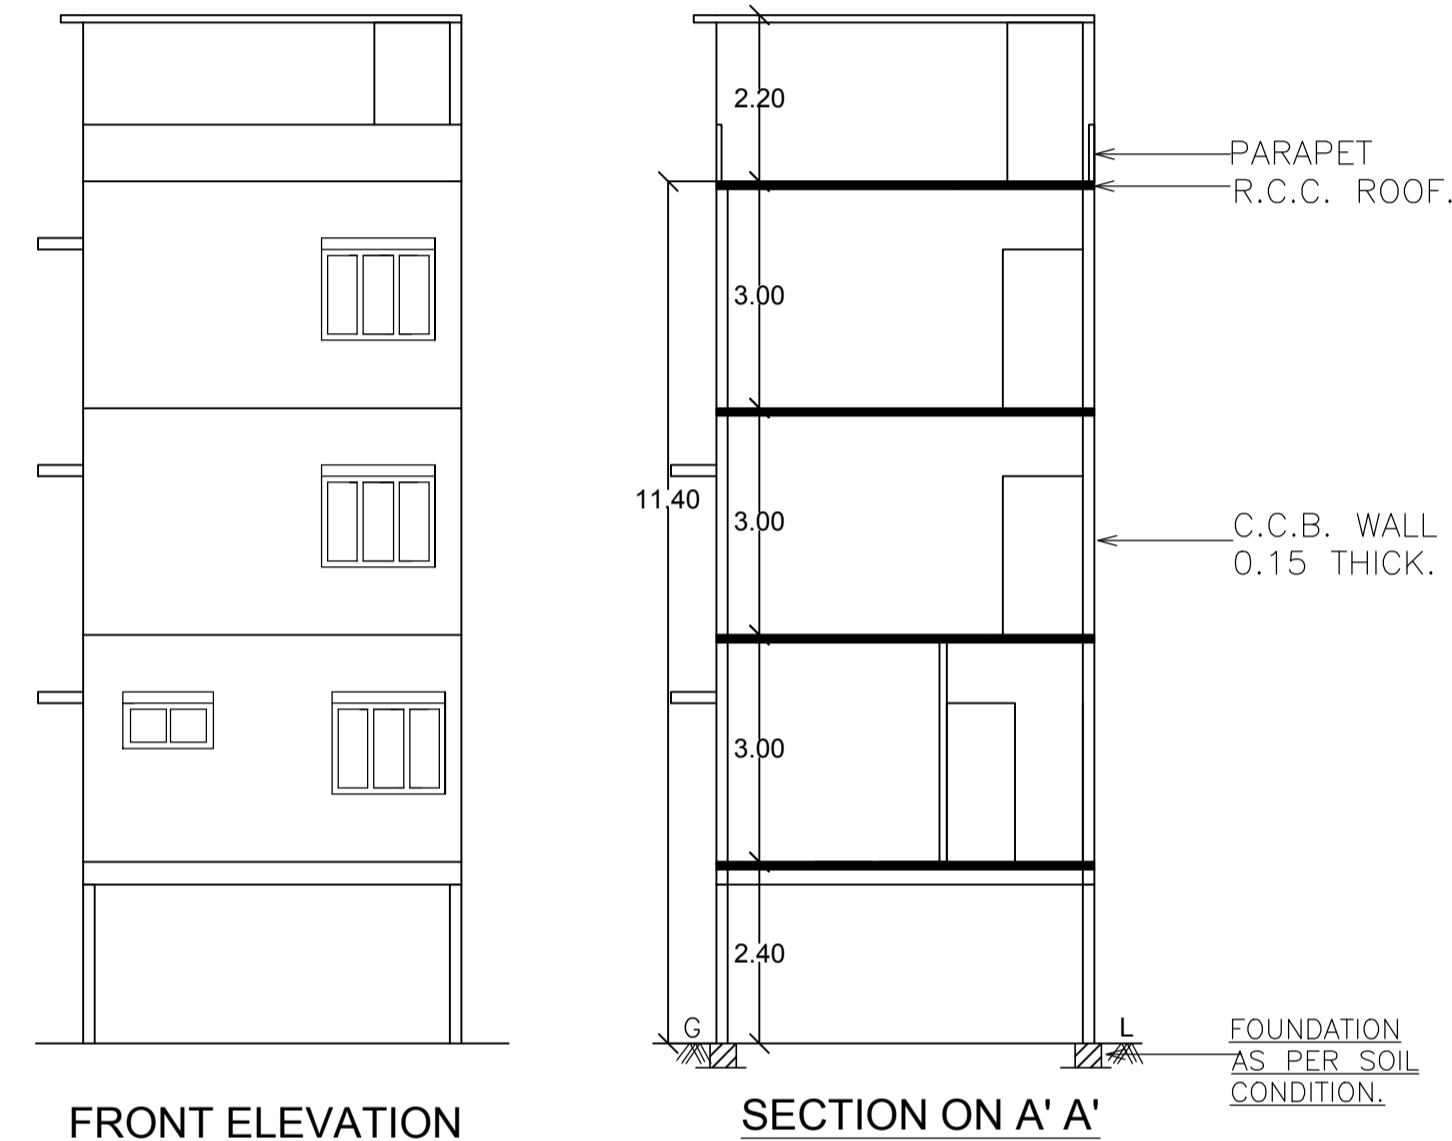 2.20
PARAPET
R.C.C. ROOF.
3.00
11.40
3.00
C.C.B. WALL
0.15 THICK.
3.00
2.40
G
L
FOUNDATION
AS PER SOIL
CONDITION.
FRONT ELEVATION
SECTION ON A' A'